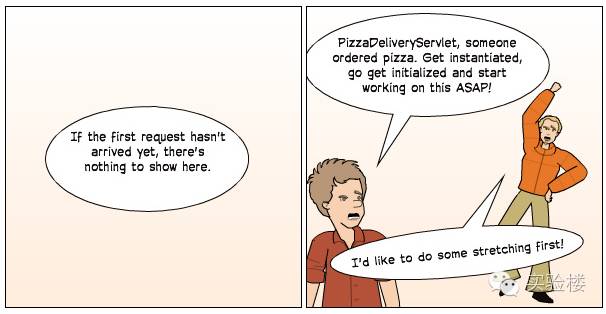 If the first request hasn't
arrived yet, there's
nothing to show here.
PizzaDeliveryServlet, someone
ordered pizza. Get instantiated,
go get initialized and start
working on this ASAP!
I'd like to do some stretching first!
实验楼